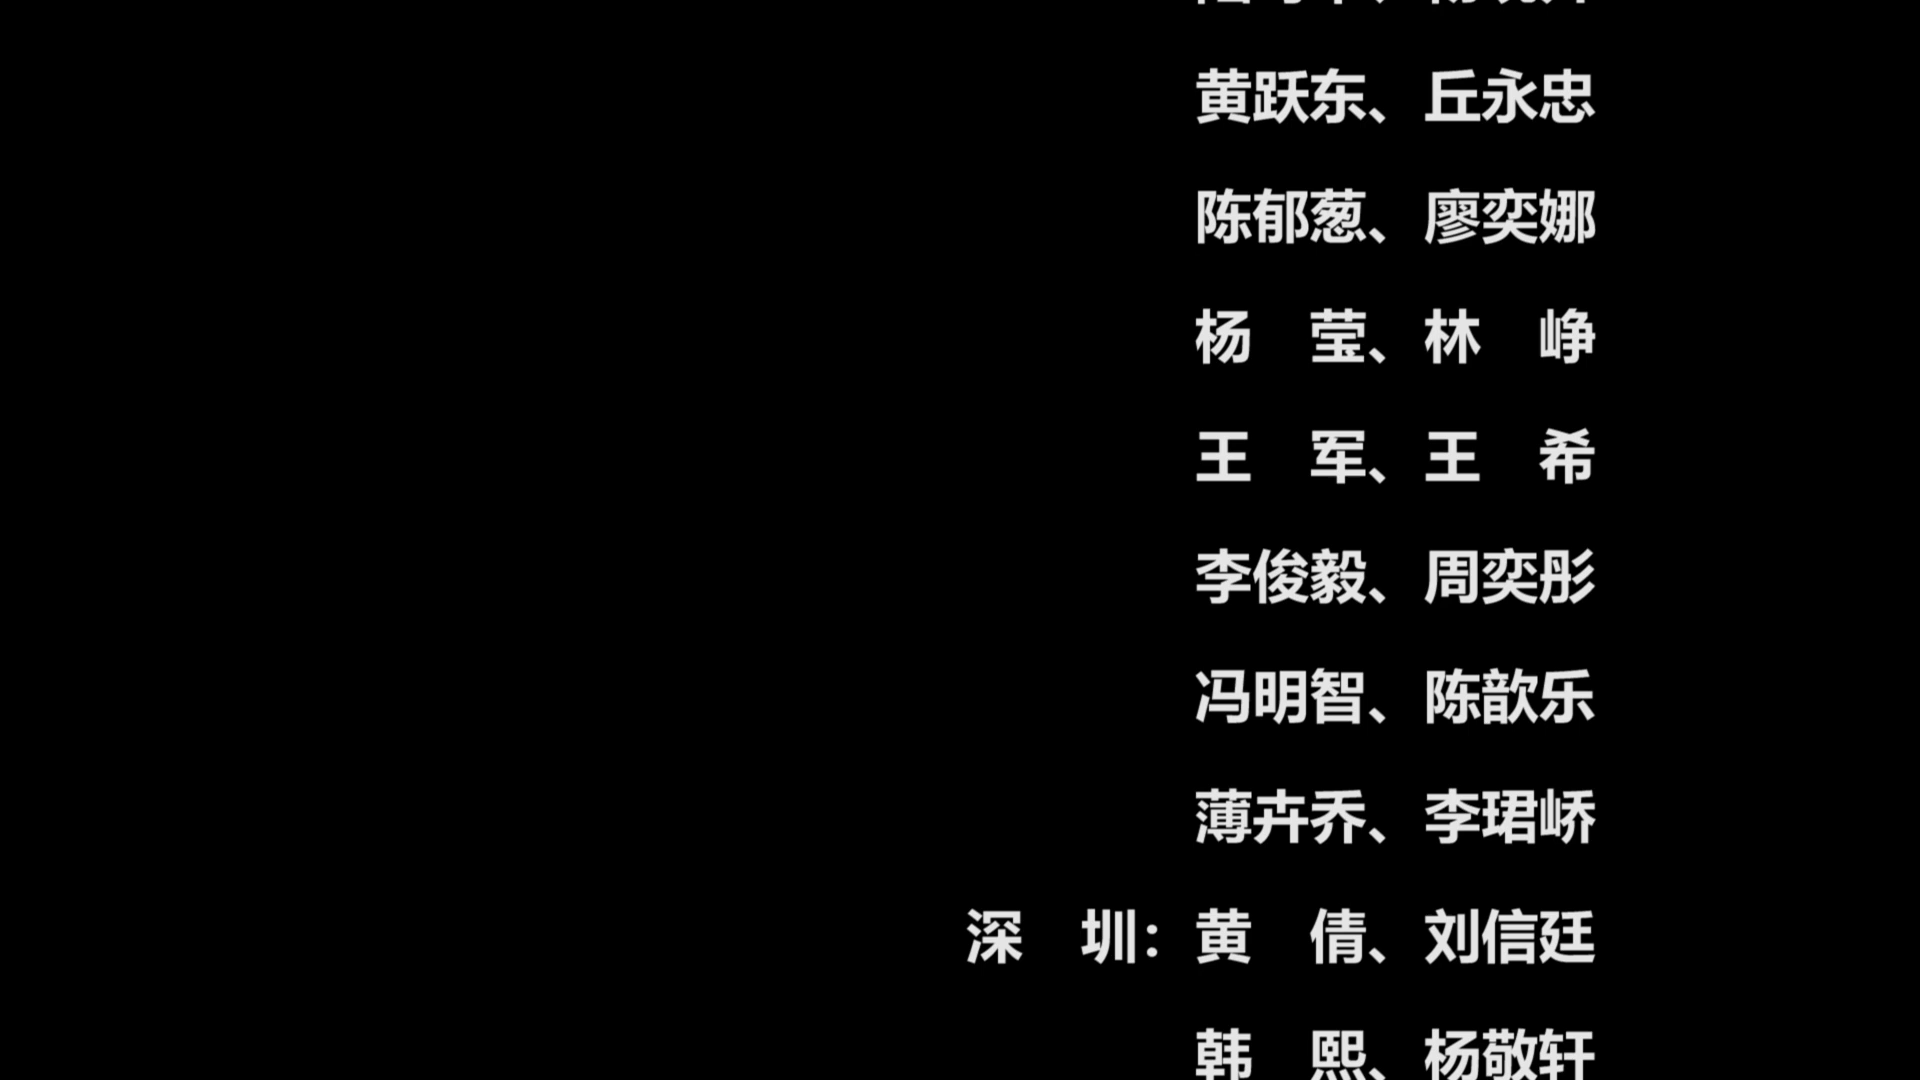 黄跃东、丘永忠
陈郁葱、廖奕娜
杨　莹、林　峥
王　军、王　希
李俊毅、周奕彤
冯明智、陈歆乐
薄卉乔、李珺峤
深　圳：黄　倩、刘信廷
韩　熙、杨敬轩